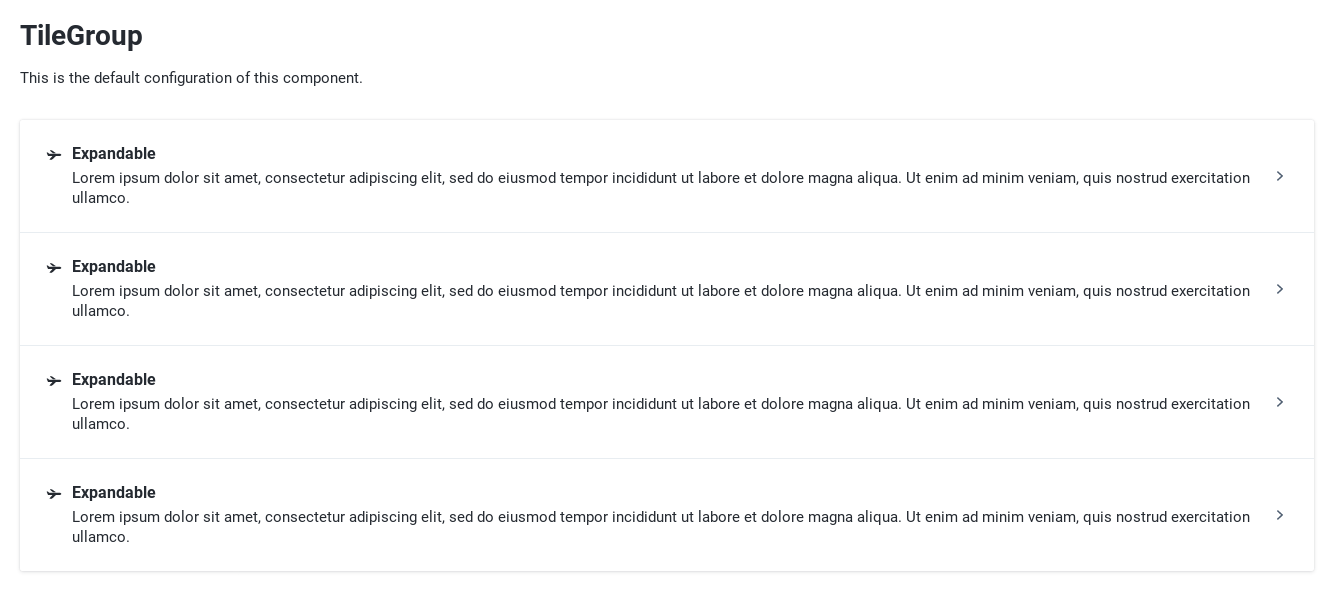 TileGroup
This is the default configuration of this component.
Expandable
Lorem ipsum dolor sit amet, consectetur adipiscing elit, sed do eiusmod tempor incididunt ut labore et dolore magna aliqua. Ut enim ad minim veniam, quis nostrud exercitation
ullamco.
Expandable
Lorem ipsum dolor sit amet, consectetur adipiscing elit, sed do eiusmod tempor incididunt ut labore et dolore magna aliqua. Ut enim ad minim veniam, quis nostrud exercitation
ullamco.
Expandable
Lorem ipsum dolor sit amet, consectetur adipiscing elit, sed do eiusmod tempor incididunt ut labore et dolore magna aliqua. Ut enim ad minim veniam, quis nostrud exercitation
ullamco.
Expandable
Lorem ipsum dolor sit amet, consectetur adipiscing elit, sed do eiusmod tempor incididunt ut labore et dolore magna aliqua. Ut enim ad minim veniam, quis nostrud exercitation
ullamco.